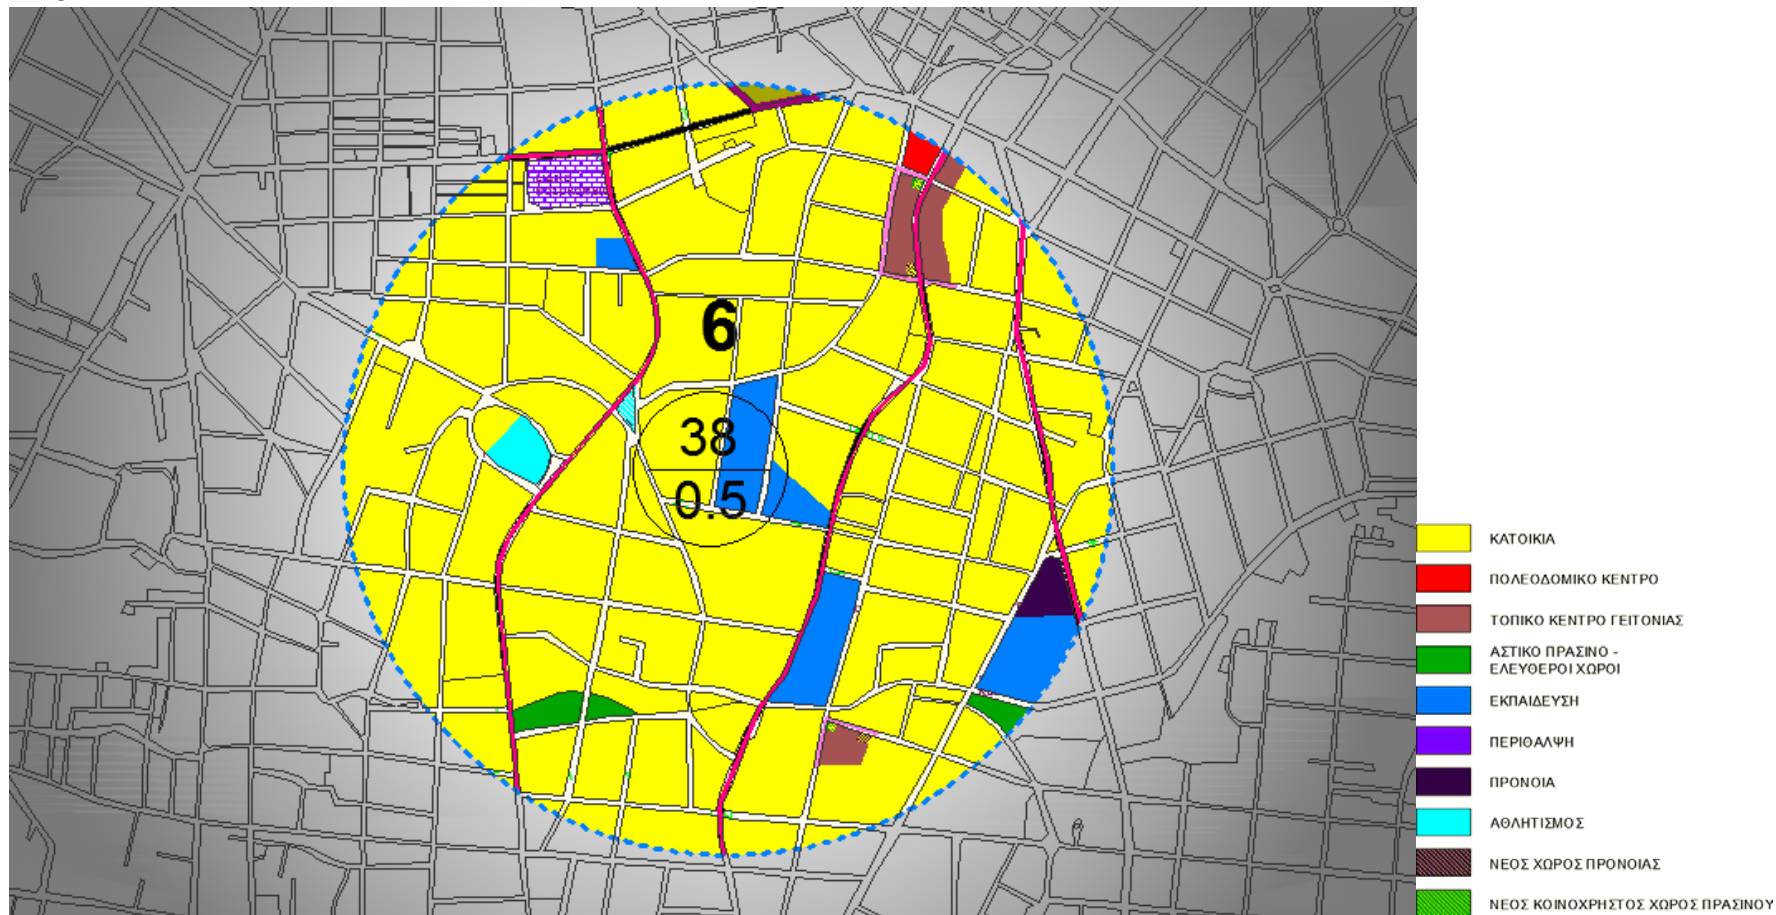 6
38
0.5
ΚΑΤΟΙΚΙΑ
ΠΟΛΕΟΔΟΜΙΚΟ ΚΕΝΤΡΟ
ΤΟΠΙΚΟ ΚΕΝΤΡΟ ΓΕΙΤΟΝΙΑΣ
ΑΣΤΙΚΟ ΠΡΑΣΙΝΟ -
ΕΛΕΥΘΕΡΟΙ ΧΩΡΟΙ
ΕΚΠΑΙΔΕΥΣΗ
ΠΕΡΙΘΑΛΨΗ
ΠΡΟΝΟΙΑ
ΑΘΛΗΤΙΣΜΟΣ
ΝΕΟΣ ΧΩΡΟΣ ΠΡΟΝΟΙΑΣ
ΝΕΟΣ ΚΟΙΝΟΧΡΗΣΤΟΣ ΧΩΡΟΣ ΠΡΑΣΙΝΟΥ